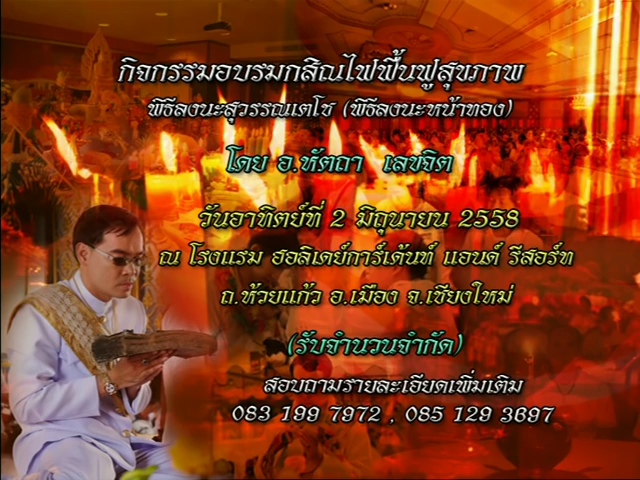 กิจกรรมอบรมกสิณไฟฟื้นฟูสุขภาพ
พิธีลงนะสุวรรณเตโช (พิธีลงนะหน้าทอง)
โดย อ.หัตถา เลขจิต
วันอาทิตย์ที่ 2 มิถุนายน 2558
ณ โรงแรม ฮอลิเดย์การ์เด้นท์ แอนด์ รีสอร์ท
ถ.ห้วยแก้ว อ.เมือง จ.เชียงใหม่
(รับจำนวนจำกัด)
สอบถามรายละเอียดเพิ่มเติม
083 199 7972 , 085 129 3697